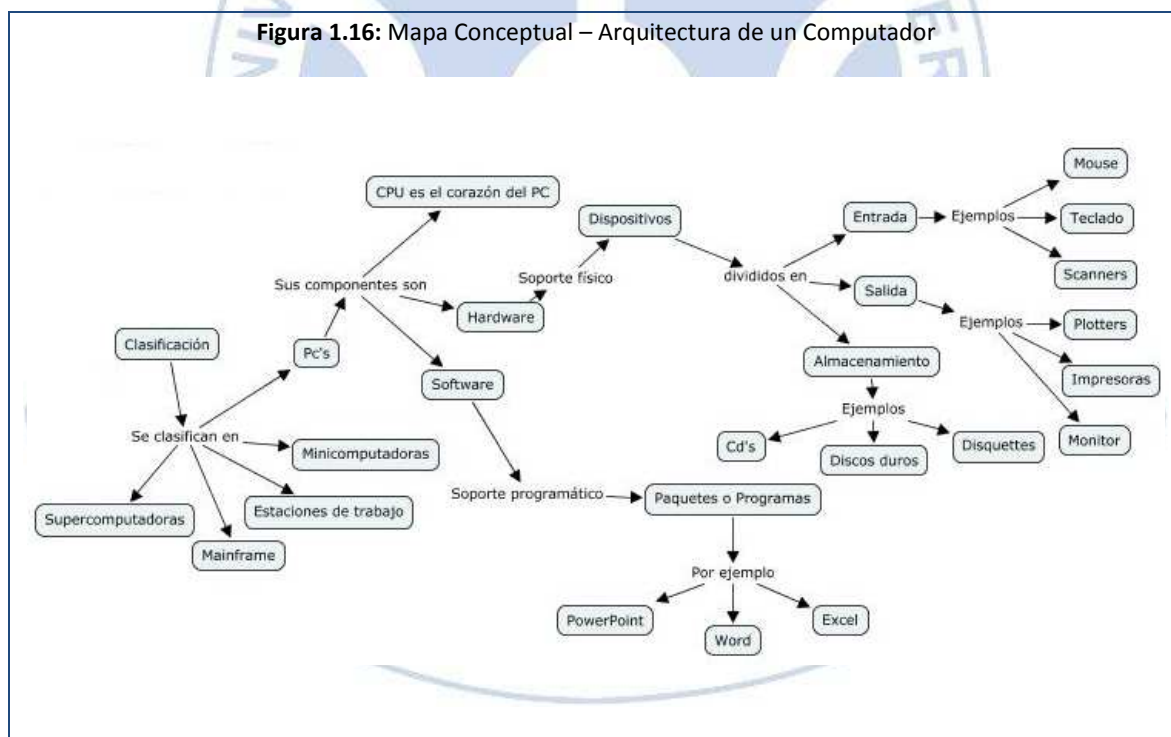 Figura 1.16: Mapa Conceptual – Arquitectura de un Computador
Mouse
CPU es el corazón del PC
Dispositivos
Entrada
Ejemplos
Teclado
Soporte físico
divididos en
Scanners
Sus componentes son
Salida
Hardware
Ejemplos
Plotters
Clasificación
Pc's
Almacenamiento
Software
Impresoras
Ejemplos
Se clasifican en
Minicomputadoras
Cd's
Discos duros
Disquettes
Monitor
Soporte programático
Paquetes o Programas
Supercomputadoras
Estaciones de trabajo
Mainframe
Por ejemplo
PowerPoint
Word
Excel